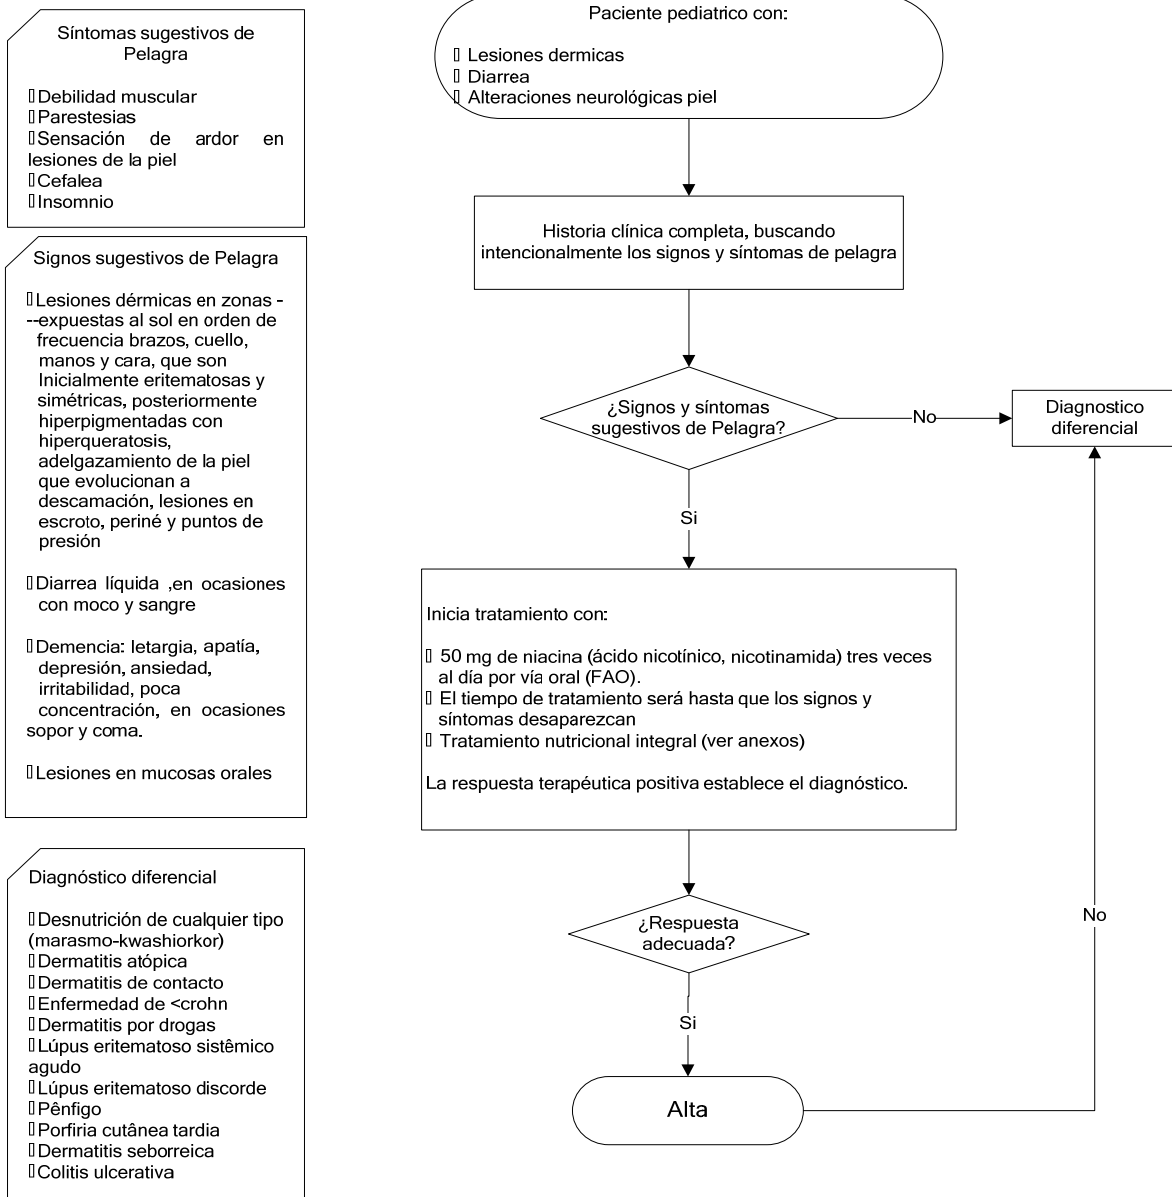 Síntomas sugestivos de
Pelagra
Debilidad muscular
Parestesias
Sensación de ardor en
lesiones de la piel
Cefalea
Insomnio
Signos sugestivos de Pelagra
Lesiones dérmicas en zonas -
--expuestas al sol en orden de
frecuencia brazos, cuello,
manos y cara, que son
Inicialmente eritematosas y
simétricas, posteriormente
hiperpigmentadas con
hiperqueratosis,
adelgazamiento de la piel
que evolucionan a
descamación, lesiones en
escroto, periné y puntos de
presión
Diarrea líquida ,en ocasiones
con moco y sangre
Demencia: letargia, apatía,
depresión, ansiedad,
irritabilidad, poca
concentración, en ocasiones
sopor y coma.
Lesiones en mucosas orales
Diagnóstico diferencial
Desnutrición de cualquier tipo
(marasmo-kwashiorkor)
Dermatitis atópica
Dermatitis de contacto
Enfermedad de <crohn
Dermatitis por drogas
Lúpus eritematoso sistêmico
agudo
Lúpus eritematoso discorde
Pênfigo
Porfiria cutânea tardia
Dermatitis seborreica
Colitis ulcerativa
Paciente pediatrico con:
Lesiones dermicas
Diarrea
Alteraciones neurológicas piel
Historia clínica completa, buscando
intencionalmente los signos y síntomas de pelagra
¿Signos y síntomas
sugestivos de Pelagra?
No
Diagnostico
diferencial
Si
Inicia tratamiento con:
50 mg de niacina (ácido nicotínico, nicotinamida) tres veces
al día por vía oral (FAO).
El tiempo de tratamiento será hasta que los signos y
síntomas desaparezcan
Tratamiento nutricional integral (ver anexos)
La respuesta terapéutica positiva establece el diagnóstico.
¿Respuesta
adecuada?
No
Si
Alta